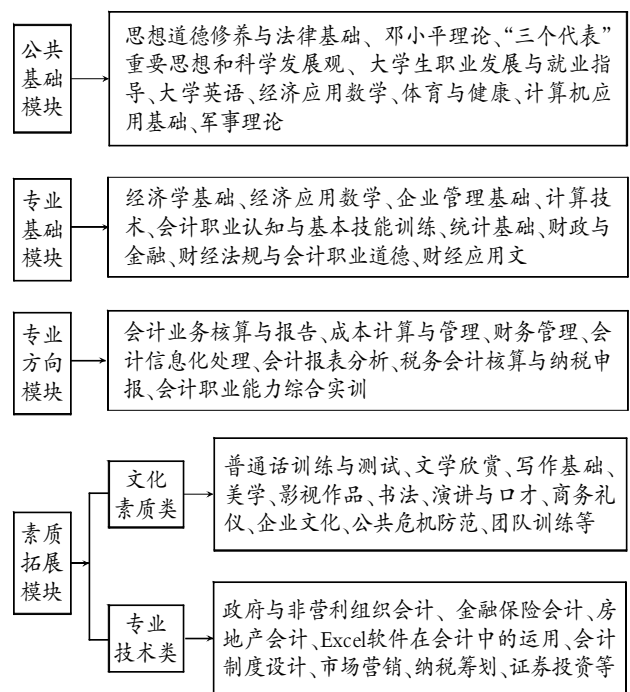 公共
基础
模块
思想道德修养与法律基础、邓小平理论、“三个代表”
重要思想和科学发展观、大学生职业发展与就业指
导、大学英语、经济应用数学、体育与健康、计算机应
用基础、军事理论
专业
基础
模块
经济学基础、经济应用数学、企业管理基础、计算技
术、会计职业认知与基本技能训练、统计基础、财政与
金融、财经法规与会计职业道德、财经应用文
专业
方向
模块
会计业务核算与报告、成本计算与管理、财务管理、会
计信息化处理、会计报表分析、税务会计核算与纳税申
报、会计职业能力综合实训
素质
拓展
模块
文化
素质类
普通话训练与测试、文学欣赏、写作基础、
美学、影视作品、书法、演讲与口才、商务礼
仪、企业文化、公共危机防范、团队训练等
专业
技术类
政府与非营利组织会计、金融保险会计、房
地产会计、Excel软件在会计中的运用、会计
制度设计、市场营销、纳税筹划、证券投资等